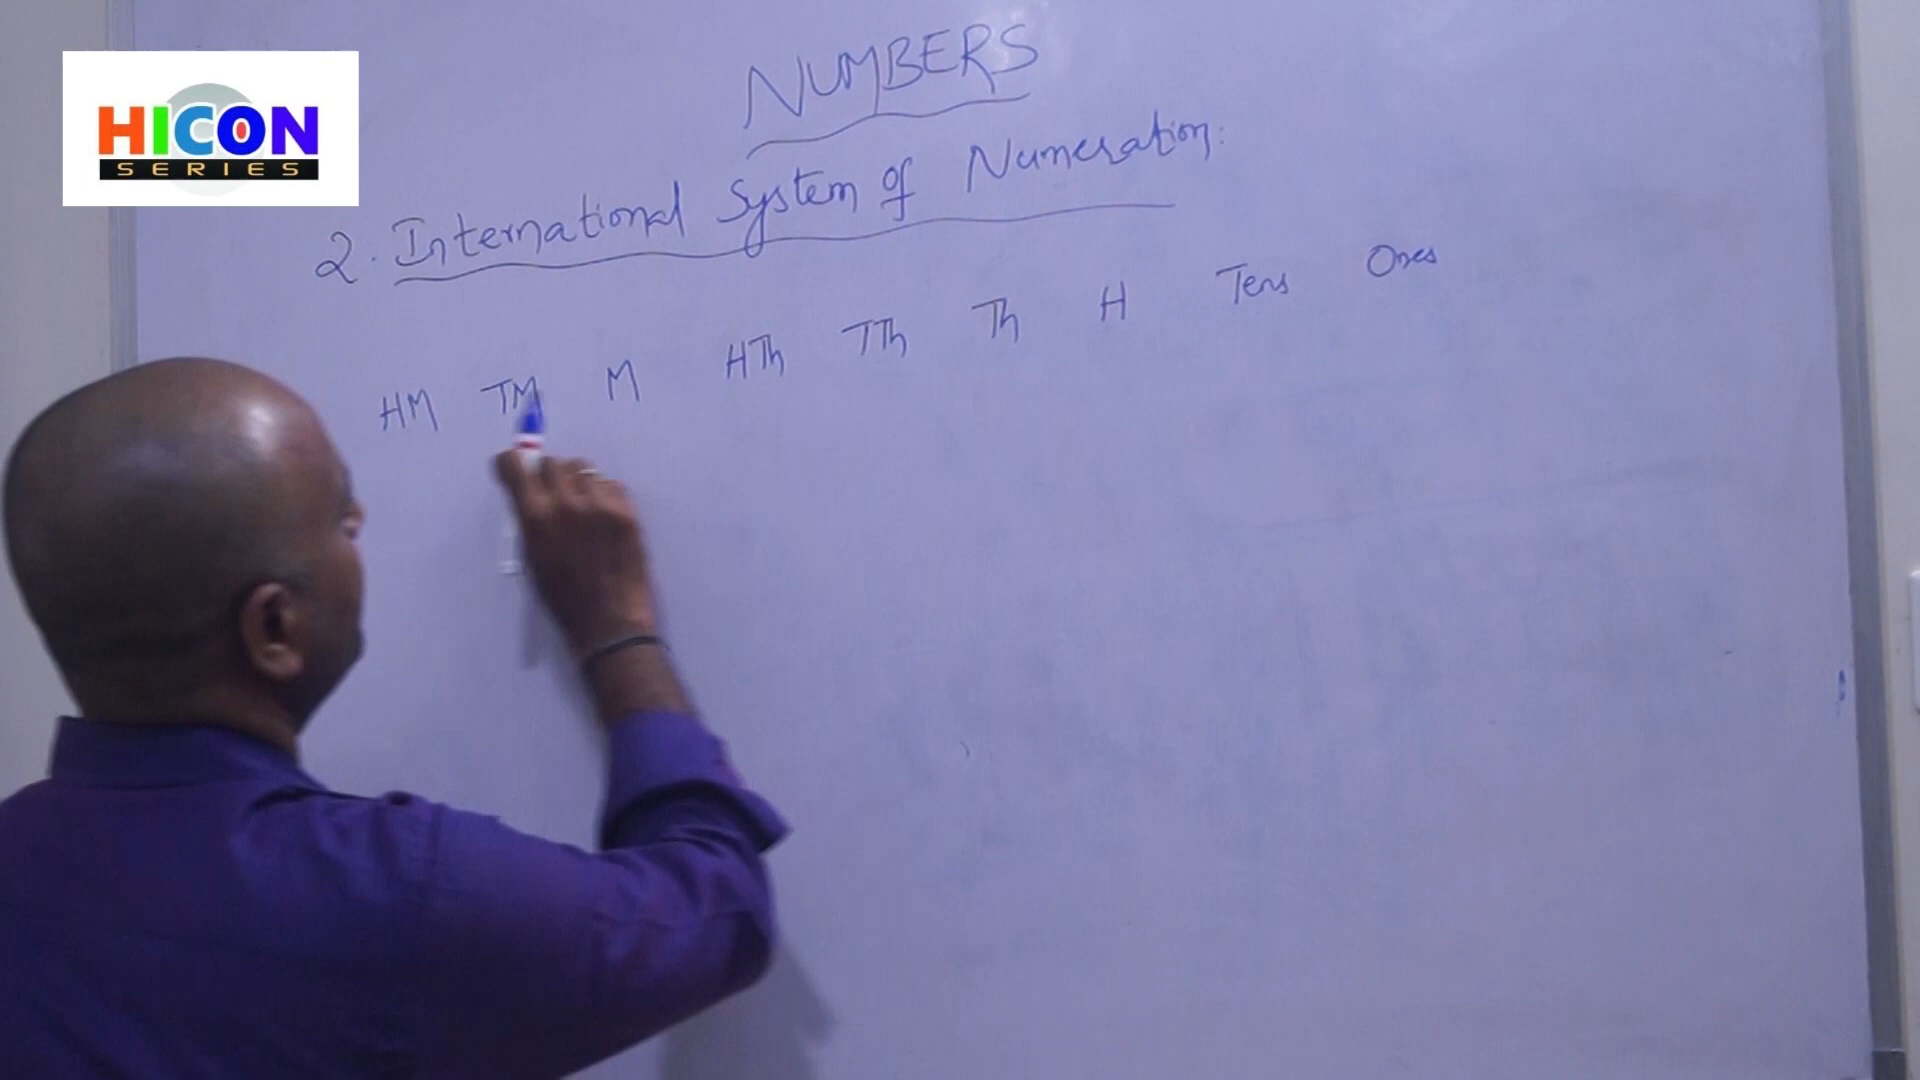 HICON
SERIES
NUMBERS
2. International System of Numeration:
HM TM M HTh TTh Th H Tens Ones